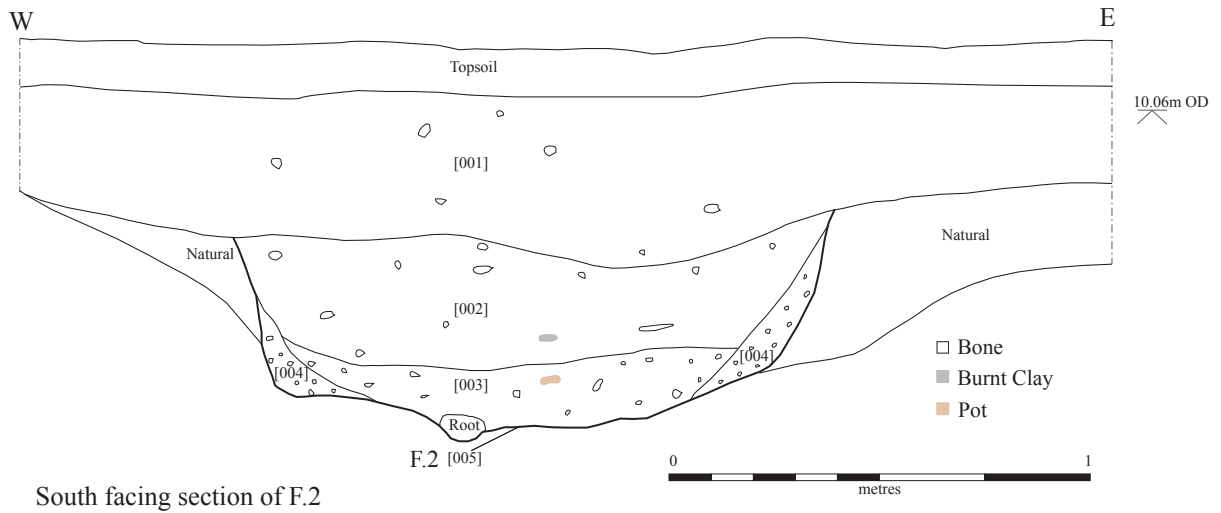 W
E
Topsoil
10.06m OD
[001]
Natural
Natural
[002]
[004]
[003]
[004]
Root
F.2 [005]
Bone
Burnt Clay
Pot
0 1
metres
South facing section of F.2